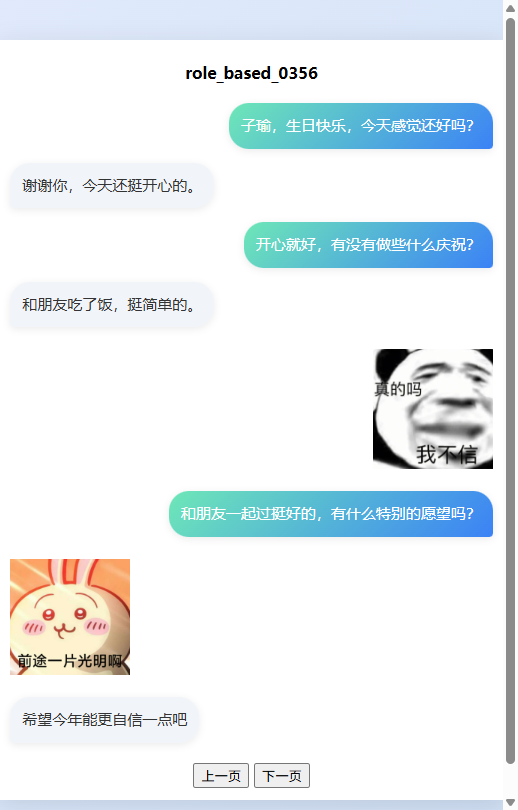 role_based_0356
子瑜，生日快乐，今天感觉还好吗？
谢谢你，今天还挺开心的。
开心就好，有没有做些什么庆祝？
和朋友吃了饭，挺简单的。
真的吗
我不信
和朋友一起过挺好的，有什么特别的愿望吗？
前途一片光明啊
希望今年能更自信一点吧
上一页 下一页